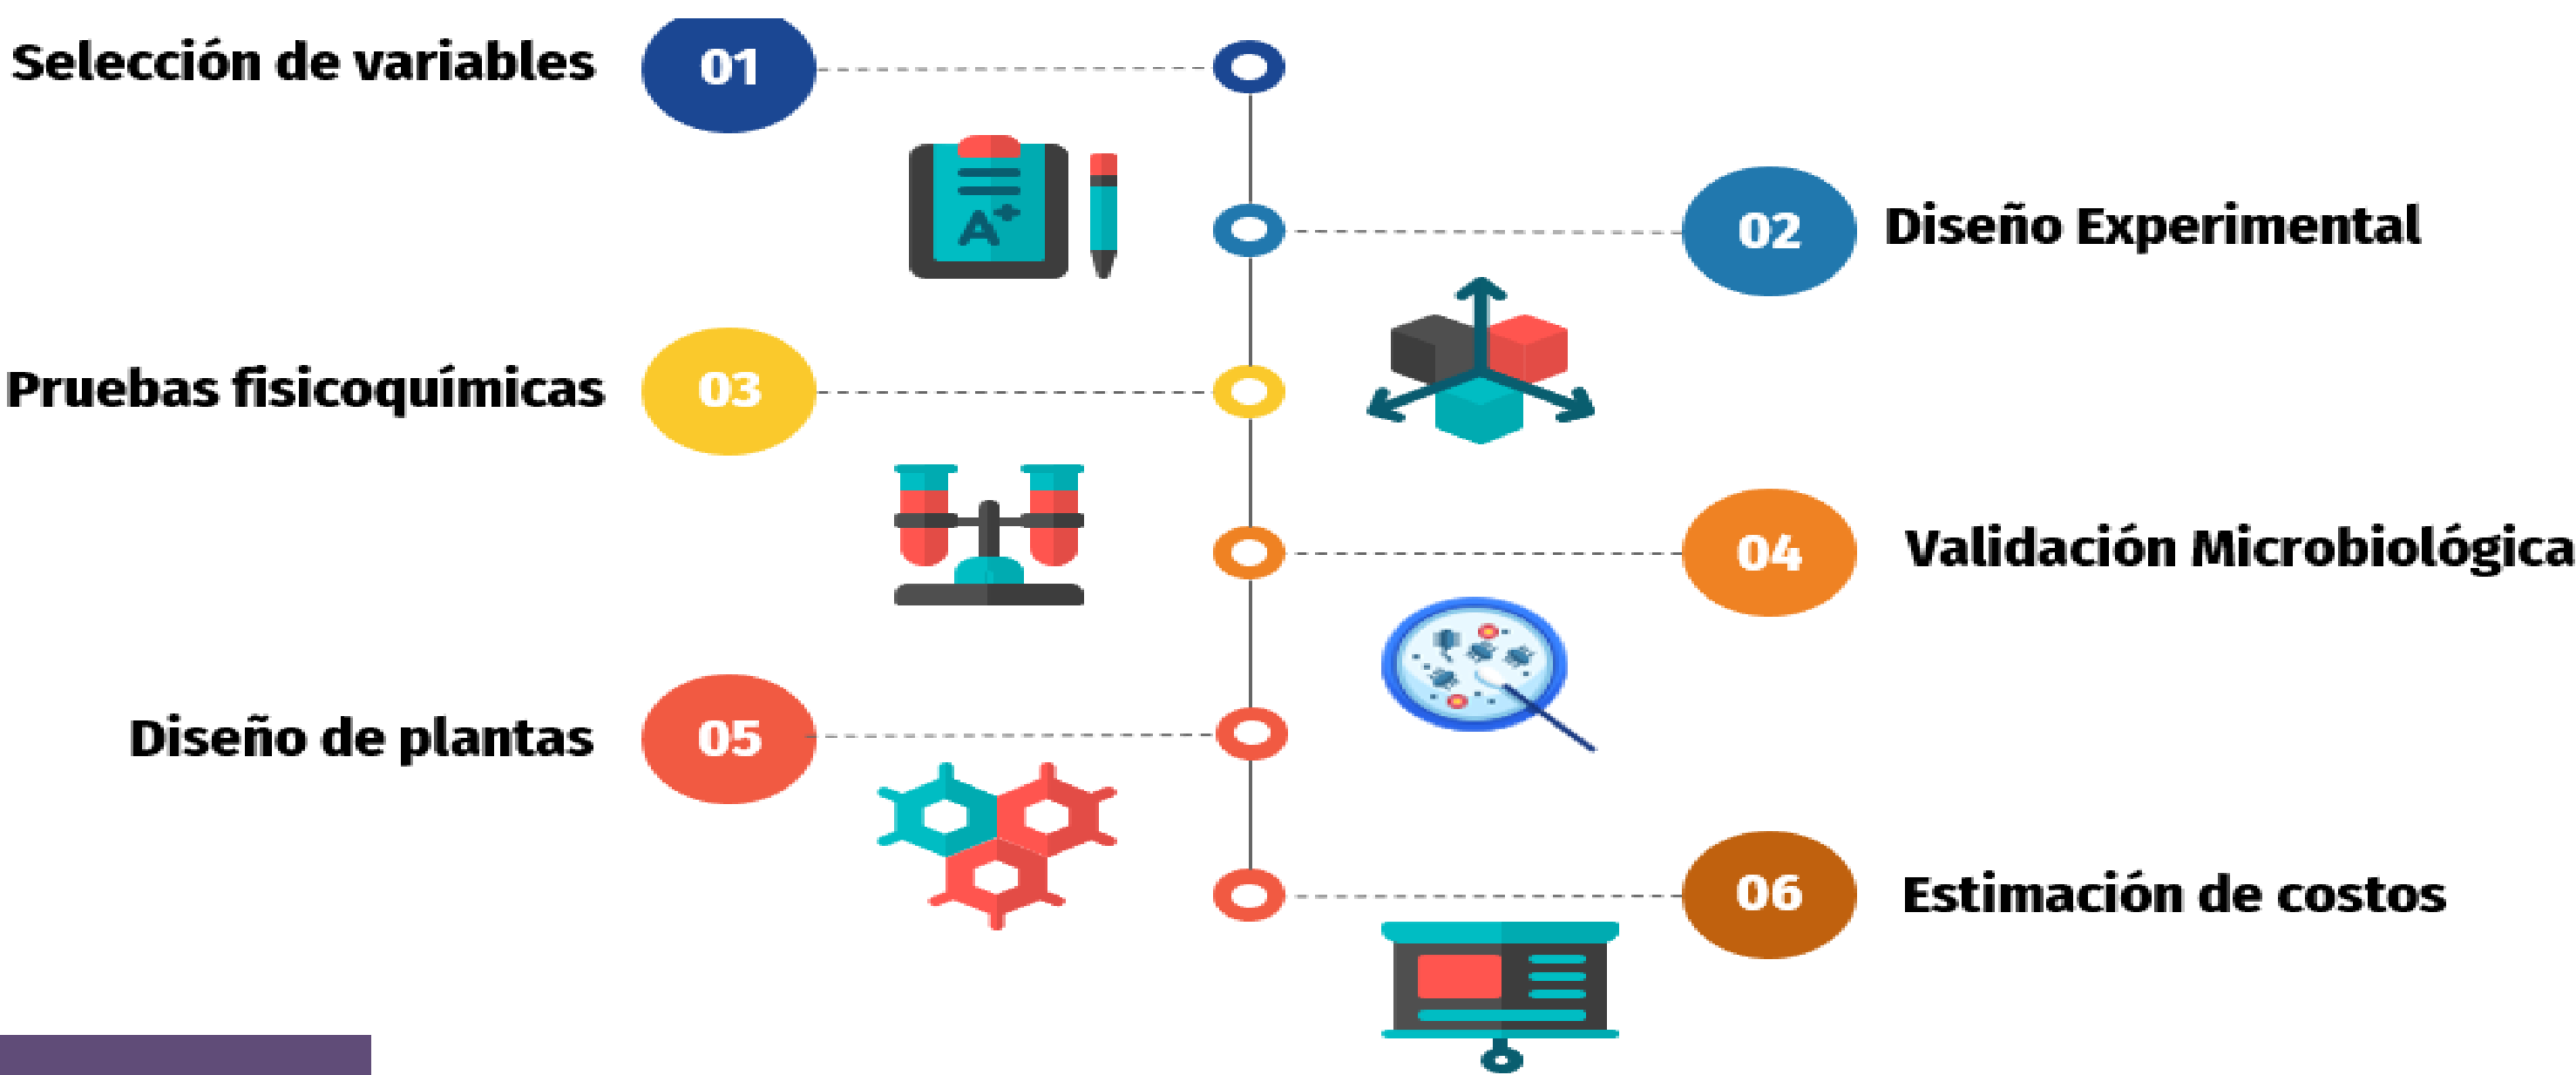 Selección de variables
01
02
Diseño Experimental
A+
Pruebas fisicoquímicas
03
04
Validación Microbiológica
Diseño de plantas
05
06
Estimación de costos